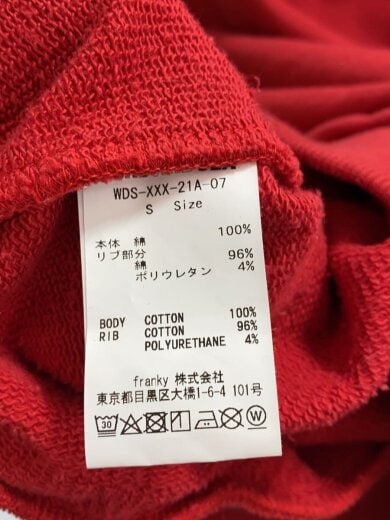 WDS-XXX-21A-07
S Size
本体 綿 100%
リブ部分
綿 96%
ポリウレタン 4%
BODY COTTON 100%
RIB COTTON 96%
POLYURETHANE 4%
franky 株式会社
東京都目黒区大橋1-6-4 101号
30 W